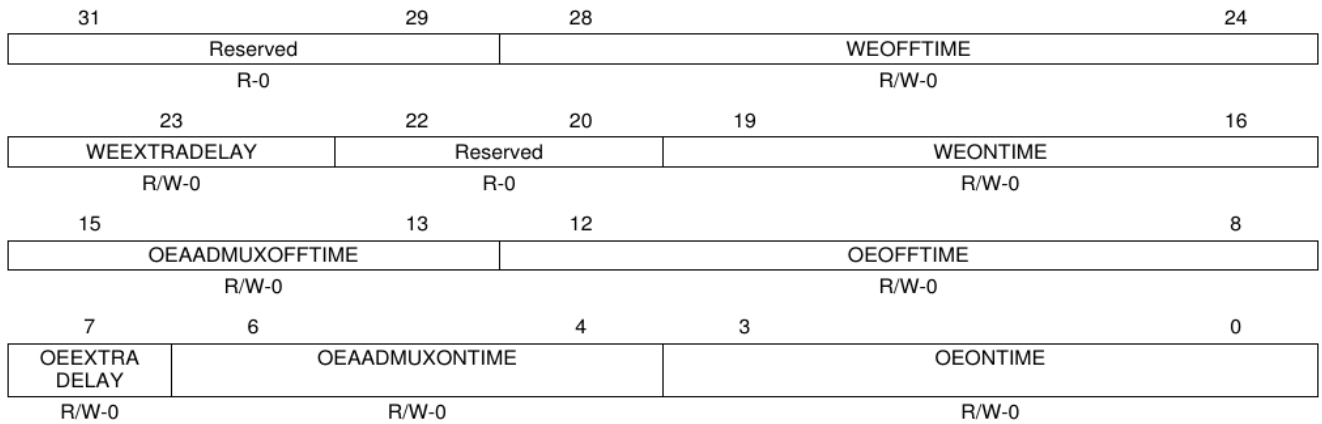 31 29 28 24
Reserved WEOFFTIME
R-0 R/W-0
23 22 20 19 16
WEEXTRADELAY Reserved WEONTIME
R/W-0 R-0 R/W-0
15 13 12 8
OEAADMUXOFFTIME OEOFFTIME
R/W-0 R/W-0
7 6 4 3 0
OEEXTRA OEAADMUXONTIME OEONTIME
DELAY
R/W-0 R/W-0 R/W-0